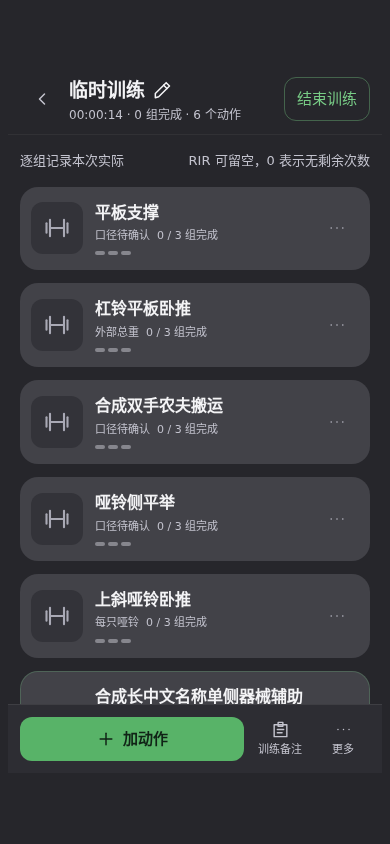 临时训练
00:00:14 · 0 组完成 · 6 个动作
结束训练
逐组记录本次实际
RIR 可留空，0 表示无剩余次数
平板支撑
口径待确认 0 / 3 组完成
杠铃平板卧推
外部总重 0 / 3 组完成
合成双手农夫搬运
口径待确认 0 / 3 组完成
哑铃侧平举
口径待确认 0 / 3 组完成
上斜哑铃卧推
每只哑铃 0 / 3 组完成
合成长中文名称单侧器械辅助
加动作
训练备注
更多